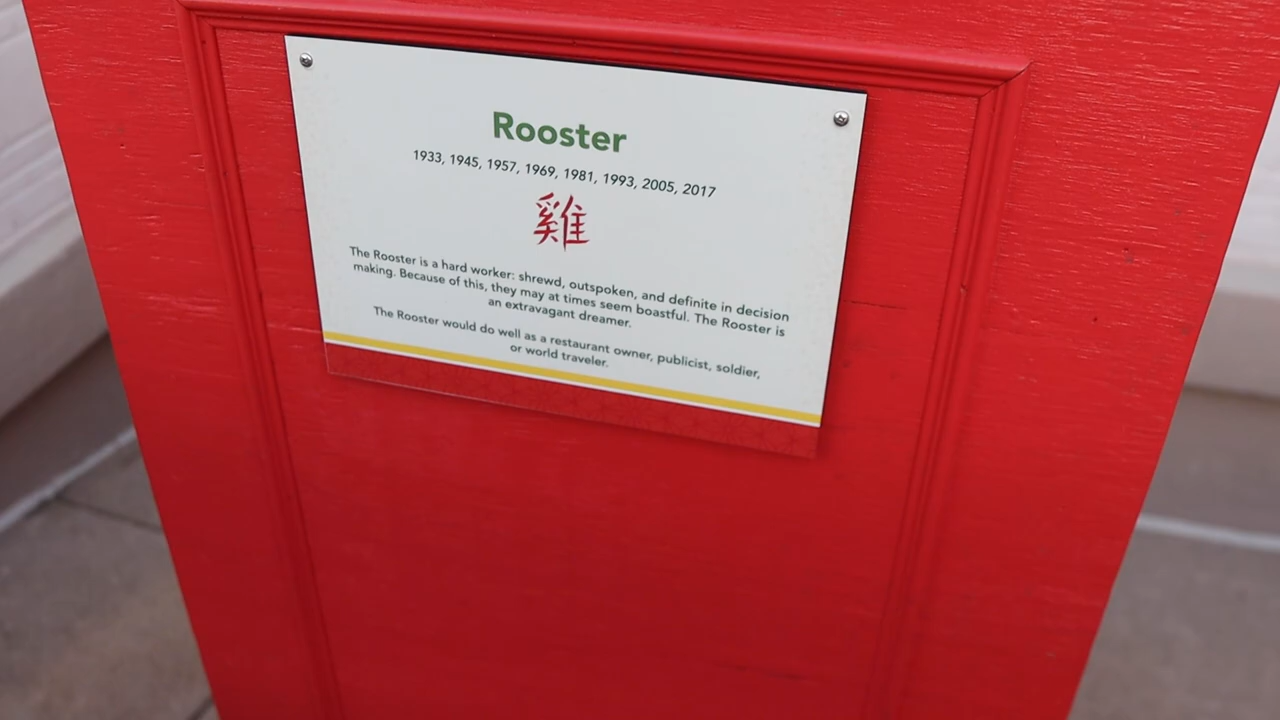 Rooster
1933, 1945, 1957, 1969, 1981, 1993, 2005, 2017
雞
The Rooster is a hard worker: shrewd, outspoken, and definite in decision
making. Because of this, they may at times seem boastful. The Rooster is
an extravagant dreamer.
The Rooster would do well as a restaurant owner, publicist, soldier,
or world traveler.